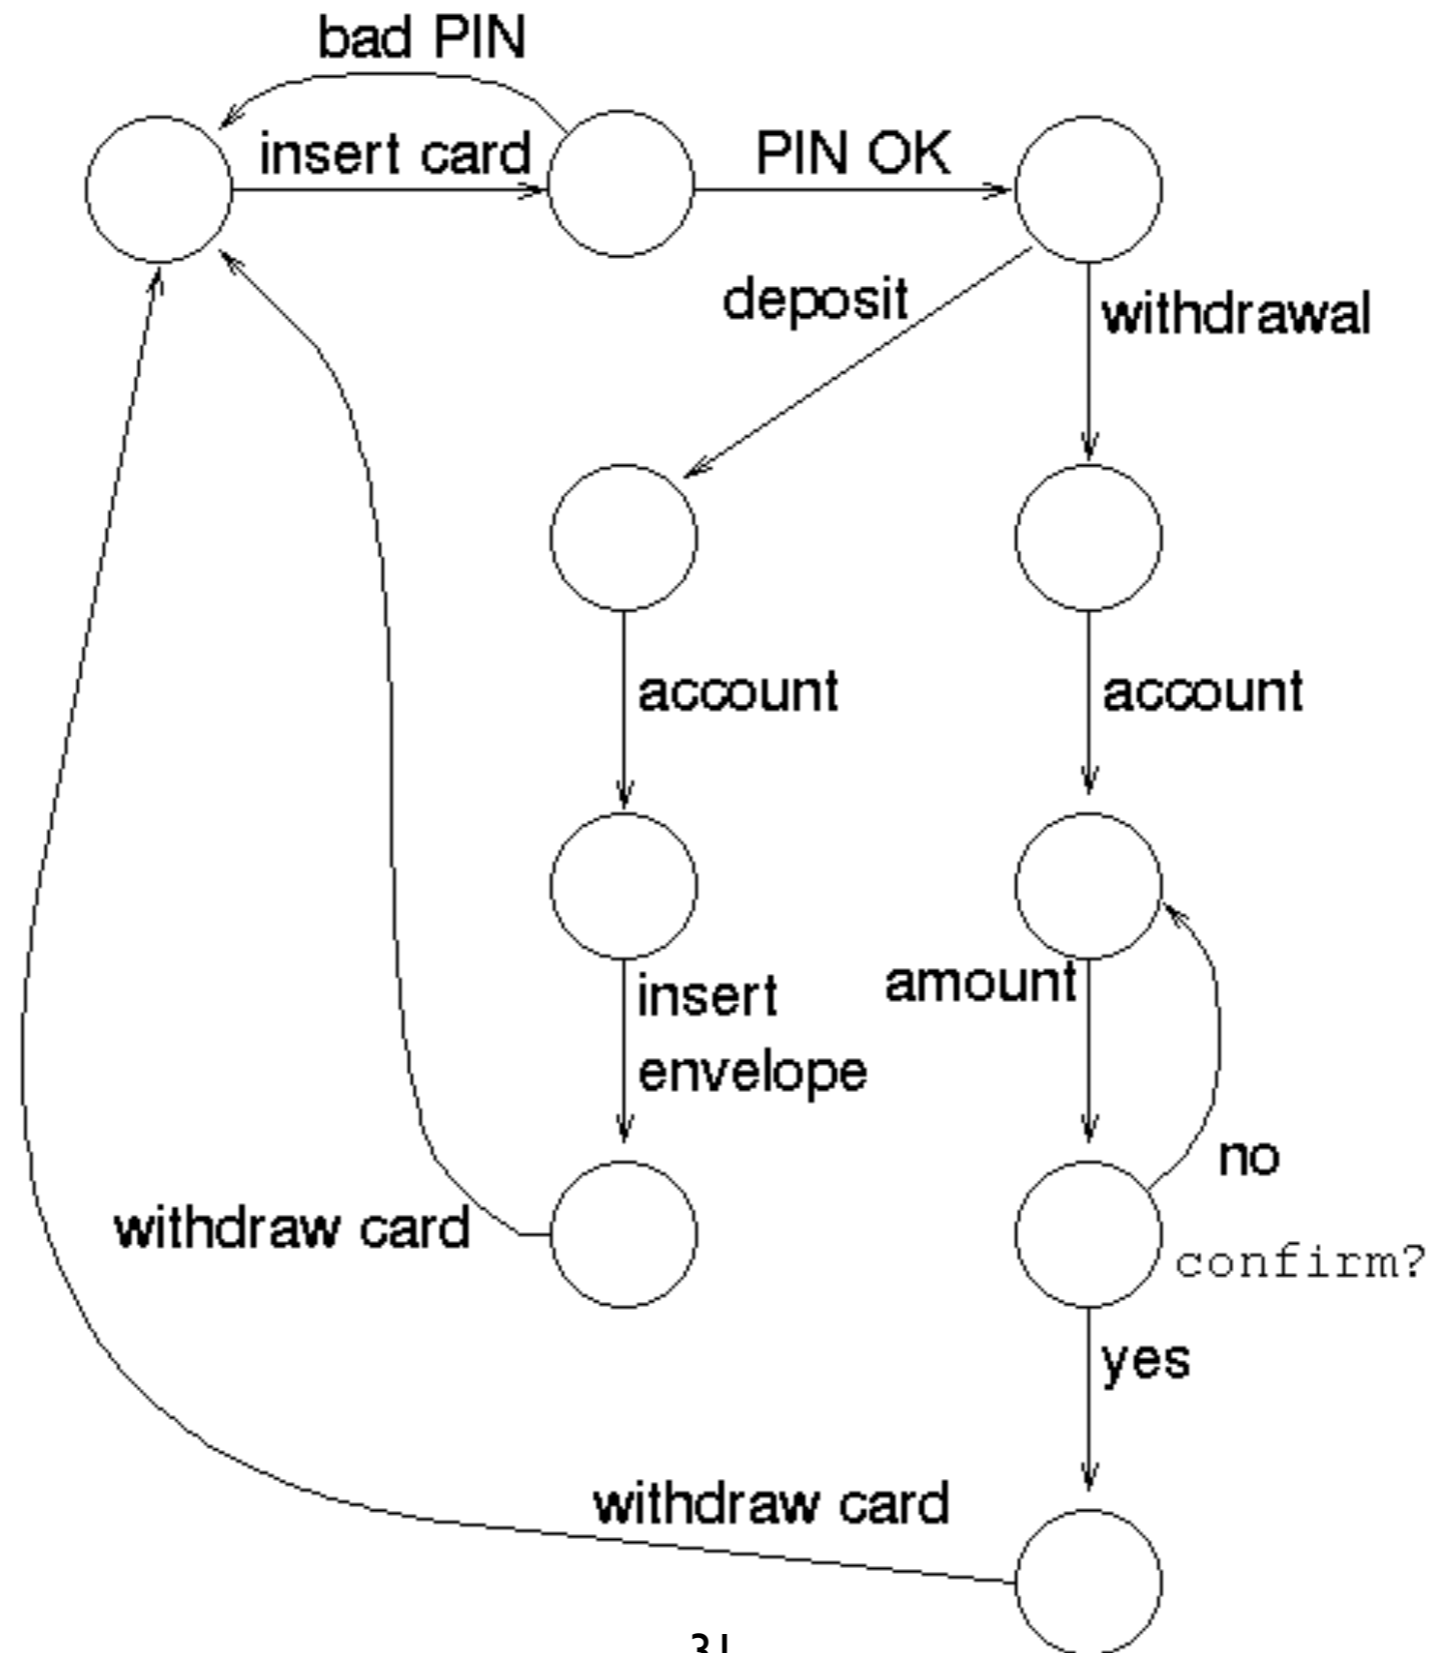 bad PIN
insert card
PIN OK
deposit
withdrawal
account
account
insert
envelope
amount
no
confirm?
withdraw card
yes
withdraw card
31